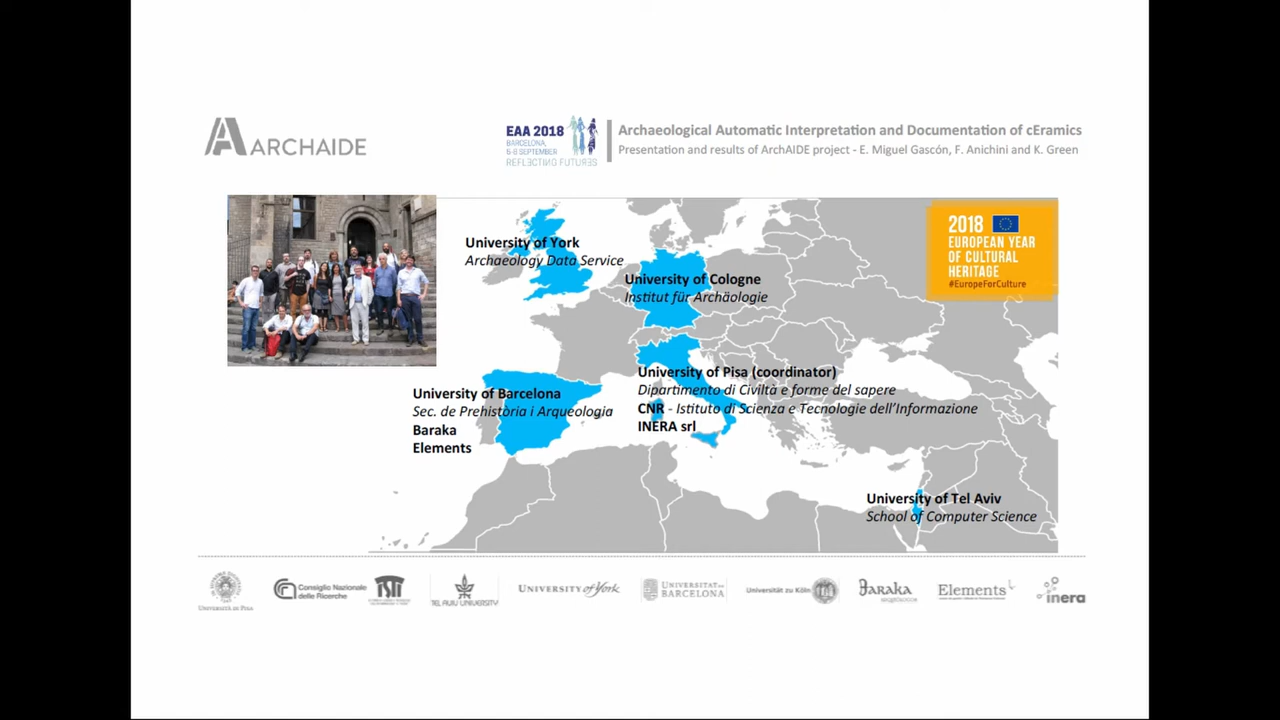 ARCHAIDE
EAA 2018
BARCELONA,
6-8 SEPTEMBER
REFLECTING FUTURES
Archaeological Automatic Interpretation and Documentation of cEramics
Presentation and results of ArchAIDE project - E. Miguel Gascón, F. Anichini and K. Green
2018
EUROPEAN YEAR
OF CULTURAL
HERITAGE
#EuropeForCulture
University of York
Archaeology Data Service
University of Cologne
Institut für Archäologie
University of Pisa (coordinator)
Dipartimento di Civiltà e forme del sapere
CNR - Istituto di Scienza e Tecnologie dell'Informazione
INERA srl
University of Barcelona
Sec. de Prehistòria i Arqueologia
Baraka
Elements
University of Tel Aviv
School of Computer Science
UNIVERSITÀ DI PISA
Consiglio Nazionale
delle Ricerche
ISTI
TEL AVIV UNIVERSITY
UNIVERSITY of York
UNIVERSITAT DE
BARCELONA
Universität zu Köln
Baraka
Elements
inera